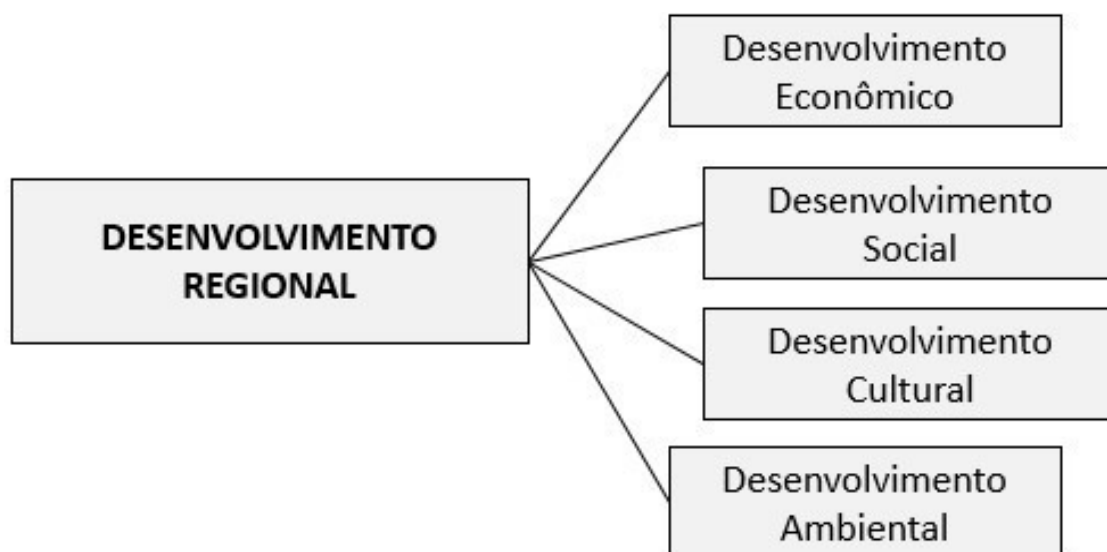 DESENVOLVIMENTO
REGIONAL
Desenvolvimento
Econômico
Desenvolvimento
Social
Desenvolvimento
Cultural
Desenvolvimento
Ambiental